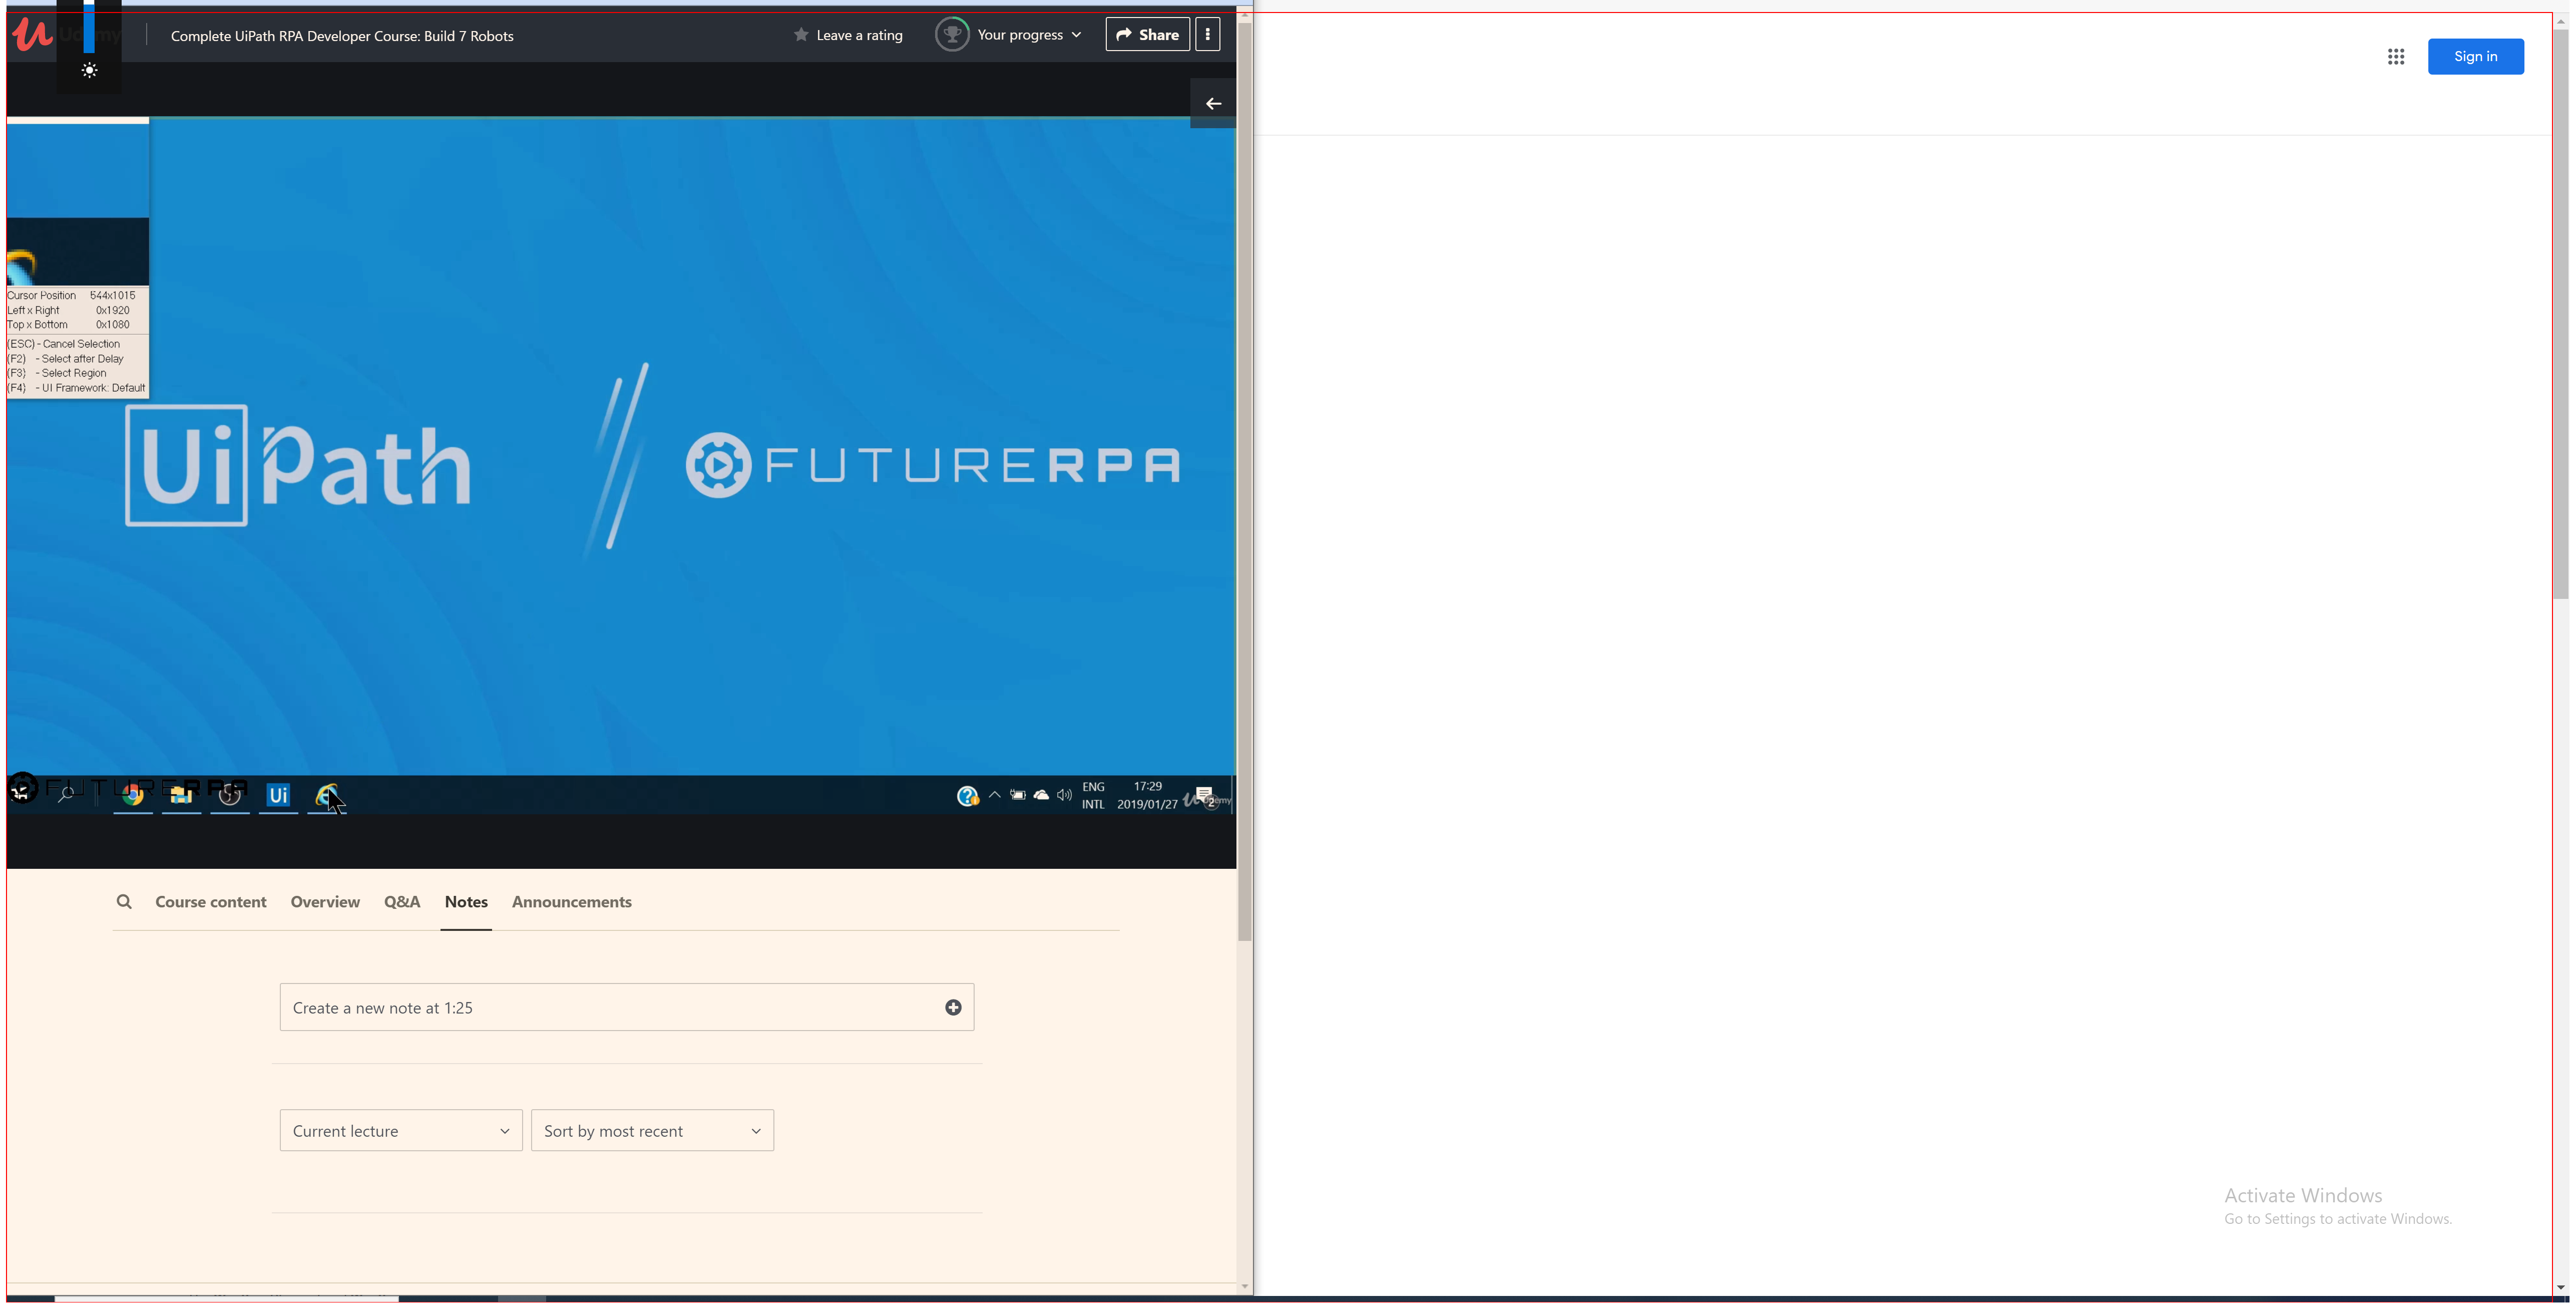 Udemy
Complete UiPath RPA Developer Course: Build 7 Robots
Leave a rating
Your progress
Share
Sign in
Cursor Position 544x1015
Left x Right 0x1920
Top x Bottom 0x1080
(ESC) - Cancel Selection
(F2) - Select after Delay
(F3) - Select Region
(F4) - UI Framework: Default
UiPath
FUTURERPA
FUTURERPA
Ui
ENG
INTL
17:29
2019/01/27
Udemy
2
Course content
Overview
Q&A
Notes
Announcements
Create a new note at 1:25
Current lecture
Sort by most recent
Activate Windows
Go to Settings to activate Windows.